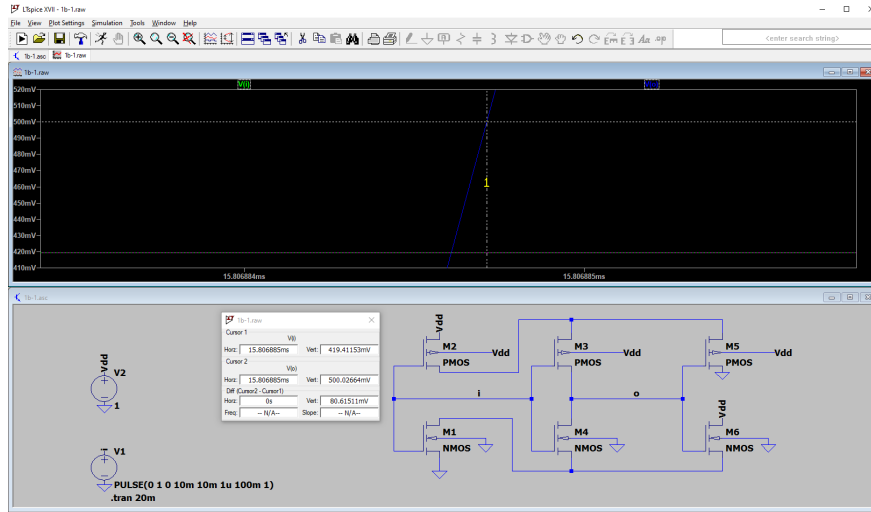 LTspice XVII - 1b-1.raw
File View Plot Settings Simulation Tools Window Help
<enter search string>
1b-1.asc 1b-1.raw
1b-1.raw
V(i)
520mV
510mV
500mV
490mV
480mV
470mV
460mV
450mV
440mV
430mV
420mV
410mV
1
15.806884ms 15.806885ms
1b-1.asc
1b-1.raw
Cursor 1
V(i)
Horz: 15.806885ms Vert: 419.41153mV
Cursor 2
V(o)
Horz: 15.806885ms Vert: 500.02664mV
Diff (Cursor2 - Cursor1)
Horz: 0s Vert: 80.61511mV
Freq: -- N/A-- Slope: -- N/A--
Vdd
V2
1
i
V1
PULSE(0 1 0 10m 10m 1u 100m 1)
.tran 20m
Vdd
M2
Vdd
PMOS
M3
Vdd
PMOS
M5
Vdd
PMOS
i
o
Vdd
M1
NMOS
M4
NMOS
M6
NMOS